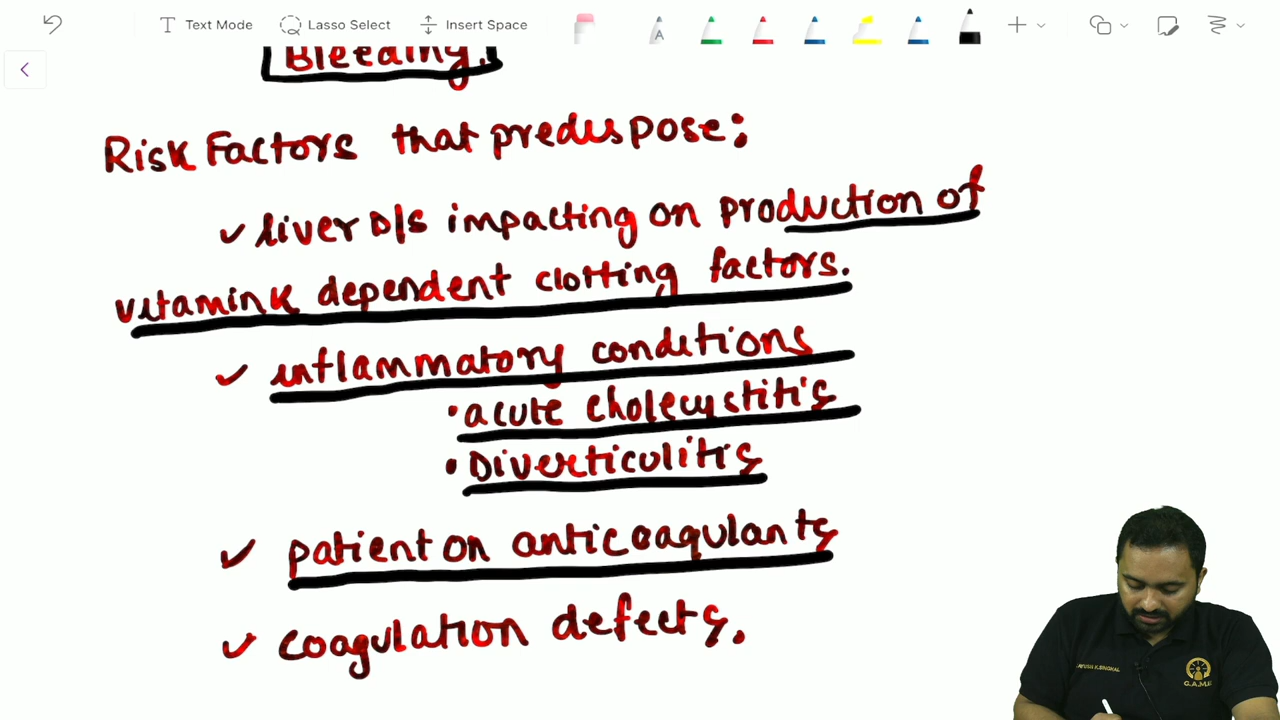 Text Mode Lasso Select Insert Space
Bleeding.
Risk Factors that predispose:
✓ liver D/s impacting on production of
vitamin K dependent clotting factors.
✓ inflammatory conditions
• acute cholecystitis
• Diverticulitis
✓ patient on anticoagulants
✓ coagulation defects.
G.A.M.S